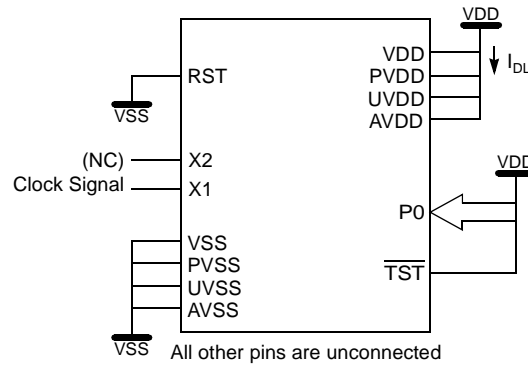 VDD
VDD
I_DL
PVDD
RST
UVDD
VSS
AVDD
(NC)
X2
VDD
Clock Signal
X1
P0
VSS
PVSS
TST
UVSS
AVSS
VSS
All other pins are unconnected